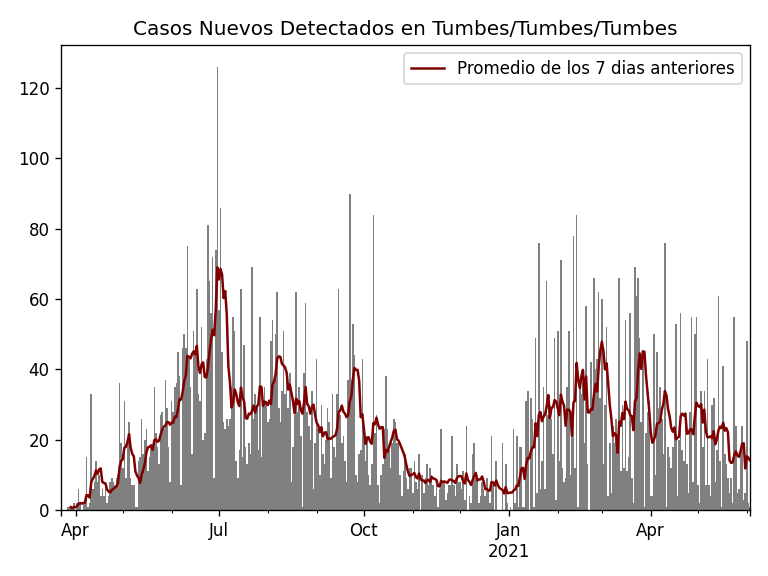 Casos Nuevos Detectados en Tumbes/Tumbes/Tumbes
Promedio de los 7 dias anteriores
120
100
80
60
40
20
0
Apr Jul Oct Jan Apr
2021